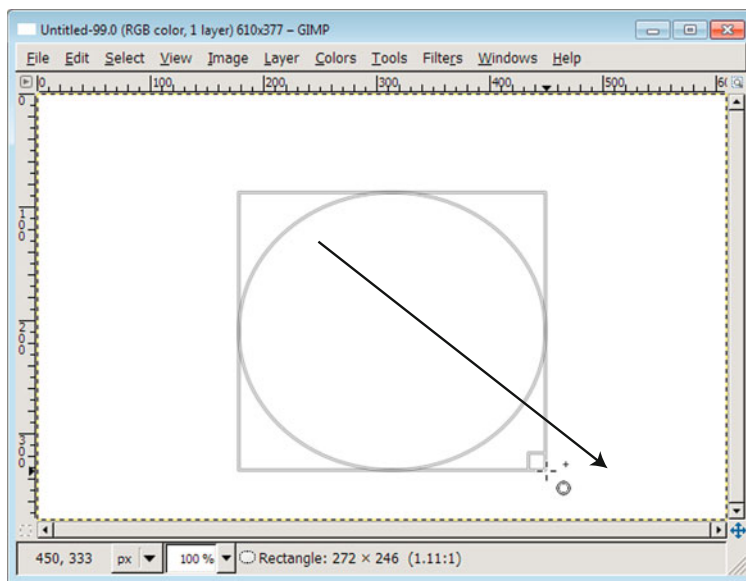 Untitled-99.0 (RGB color, 1 layer) 610x377 – GIMP
File Edit Select View Image Layer Colors Tools Filters Windows Help
0 100 200 300 400 500 6
0
100
200
300
450, 333 px 100 % Rectangle: 272 × 246 (1.11:1)